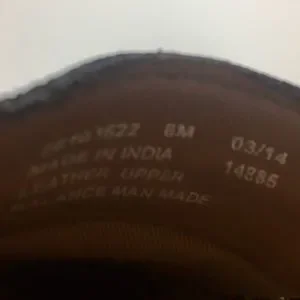 8M 03/14
MADE IN INDIA 14885
LEATHER UPPER
BALANCE MAN MADE